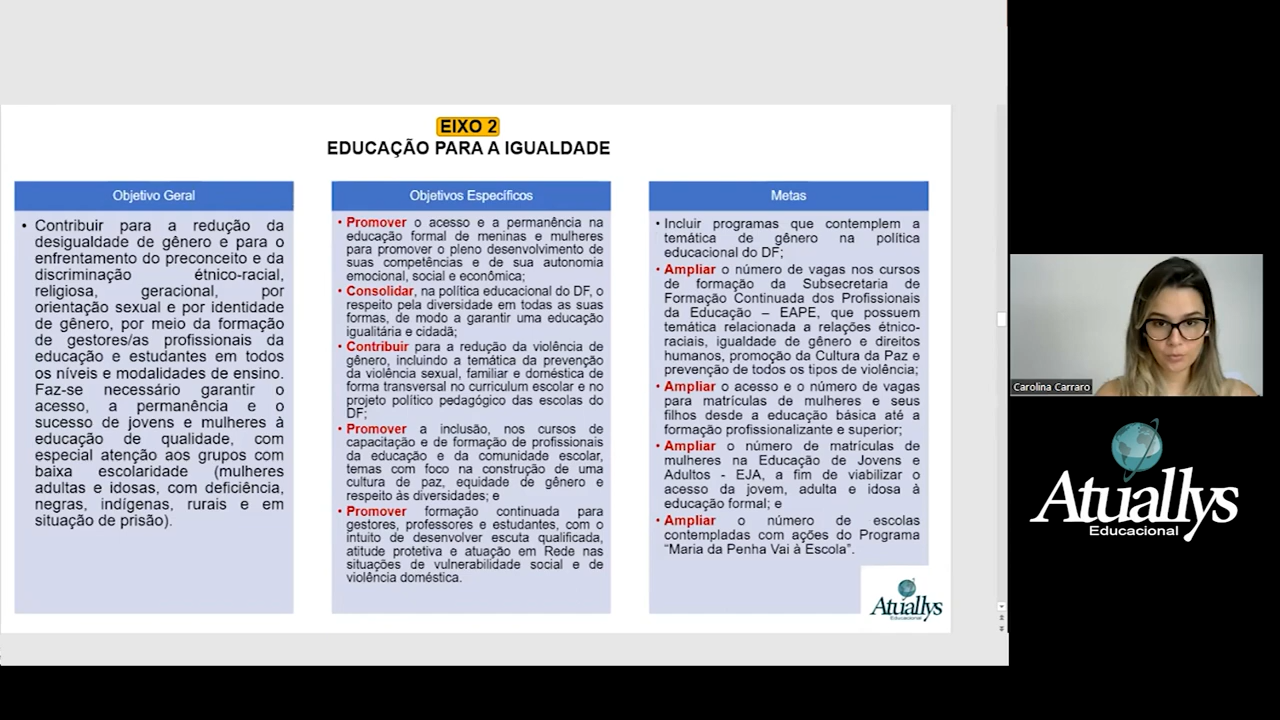 EIXO 2
EDUCAÇÃO PARA A IGUALDADE
Objetivo Geral
• Contribuir para a redução da
desigualdade de gênero e para o
enfrentamento do preconceito e da
discriminação étnico-racial,
religiosa, geracional, por
orientação sexual e por identidade
de gênero, por meio da formação
de gestores/as profissionais da
educação e estudantes em todos
os níveis e modalidades de ensino.
Faz-se necessário garantir o
acesso, a permanência e o
sucesso de jovens e mulheres à
educação de qualidade, com
especial atenção aos grupos com
baixa escolaridade (mulheres
adultas e idosas, com deficiência,
negras, indígenas, rurais e em
situação de prisão).
Objetivos Específicos
• Promover o acesso e a permanência na
educação formal de meninas e mulheres
para promover o pleno desenvolvimento de
suas competências e de sua autonomia
emocional, social e econômica;
• Consolidar, na política educacional do DF, o
respeito pela diversidade em todas as suas
formas, de modo a garantir uma educação
igualitária e cidadã;
• Contribuir para a redução da violência de
gênero, incluindo a temática da prevenção
da violência sexual, familiar e doméstica de
forma transversal no curriculum escolar e no
projeto político pedagógico das escolas do
DF;
• Promover a inclusão, nos cursos de
capacitação e de formação de profissionais
da educação e da comunidade escolar,
temas com foco na construção de uma
cultura de paz, equidade de gênero e
respeito às diversidades; e
• Promover formação continuada para
gestores, professores e estudantes, com o
intuito de desenvolver escuta qualificada,
atitude protetiva e atuação em Rede nas
situações de vulnerabilidade social e de
violência doméstica.
Metas
• Incluir programas que contemplem a
temática de gênero na política
educacional do DF;
• Ampliar o número de vagas nos cursos
de formação da Subsecretaria de
Formação Continuada dos Profissionais
da Educação – EAPE, que possuem
temática relacionada a relações étnico-
raciais, igualdade de gênero e direitos
humanos, promoção da Cultura da Paz e
prevenção de todos os tipos de violência;
• Ampliar o acesso e o número de vagas
para matrículas de mulheres e seus
filhos desde a educação básica até a
formação profissionalizante e superior;
• Ampliar o número de matrículas de
mulheres na Educação de Jovens e
Adultos - EJA, a fim de viabilizar o
acesso da jovem, adulta e idosa à
educação formal; e
• Ampliar o número de escolas
contempladas com ações do Programa
“Maria da Penha Vai à Escola”.
Atuallys
Educacional
Carolina Carraro
Atuallys
Educacional